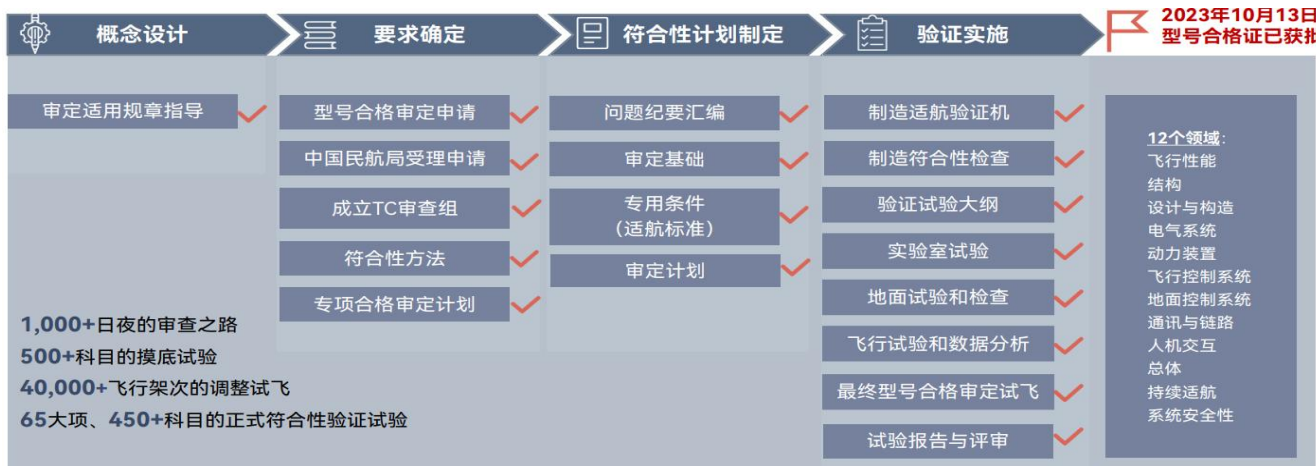 概念设计
要求确定
符合性计划制定
验证实施
2023年10月13日
型号合格证已获批
审定适用规章指导
型号合格审定申请
中国民航局受理申请
成立TC审查组
符合性方法
专项合格审定计划
问题纪要汇编
审定基础
专用条件
(适航标准)
审定计划
制造适航验证机
制造符合性检查
验证试验大纲
实验室试验
地面试验和检查
飞行试验和数据分析
最终型号合格审定试飞
试验报告与评审
12个领域:
飞行性能
结构
设计与构造
电气系统
动力装置
飞行控制系统
地面控制系统
通讯与链路
人机交互
总体
持续适航
系统安全性
1,000+日夜的审查之路
500+科目的摸底试验
40,000+飞行架次的调整试飞
65大项、450+科目的正式符合性验证试验